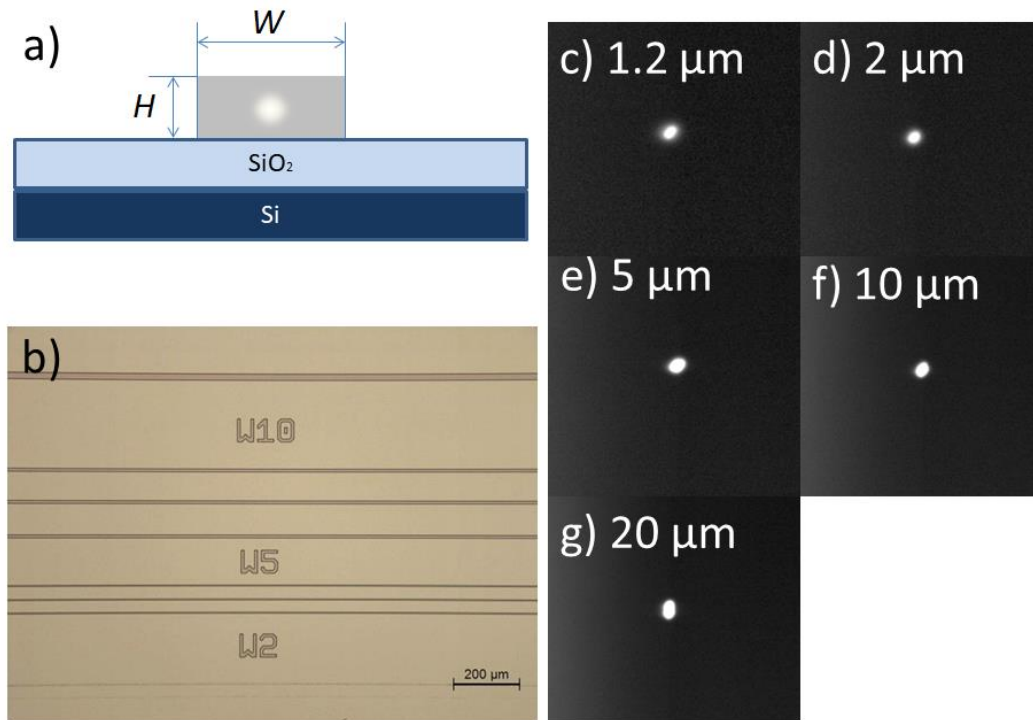 a)
W
H
SiO₂
Si
b)
W10
W5
W2
200 µm
c) 1.2 µm
d) 2 µm
e) 5 µm
f) 10 µm
g) 20 µm